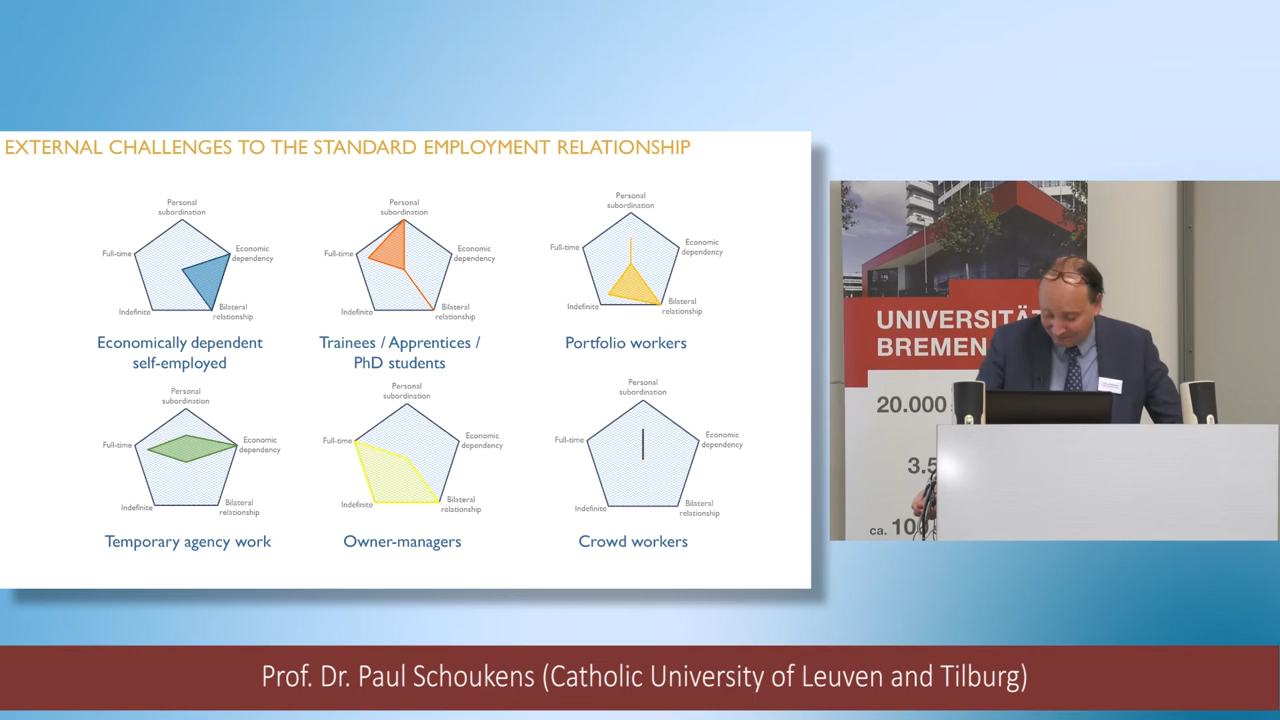 EXTERNAL CHALLENGES TO THE STANDARD EMPLOYMENT RELATIONSHIP
Personal
subordination
Full-time
Economic
dependency
Indefinite
Bilateral
relationship
Economically dependent
self-employed
Personal
subordination
Full-time
Economic
dependency
Indefinite
Bilateral
relationship
Trainees / Apprentices /
PhD students
Personal
subordination
Full-time
Economic
dependency
Indefinite
Bilateral
relationship
Portfolio workers
Personal
subordination
Full-time
Economic
dependency
Indefinite
Bilateral
relationship
Temporary agency work
Personal
subordination
Full-time
Economic
dependency
Indefinite
Bilateral
relationship
Owner-managers
Personal
subordination
Full-time
Economic
dependency
Indefinite
Bilateral
relationship
Crowd workers
UNIVERSITÄ
BREMEN
20.000
3.5
ca. 10
Prof. Dr. Paul Schoukens (Catholic University of Leuven and Tilburg)